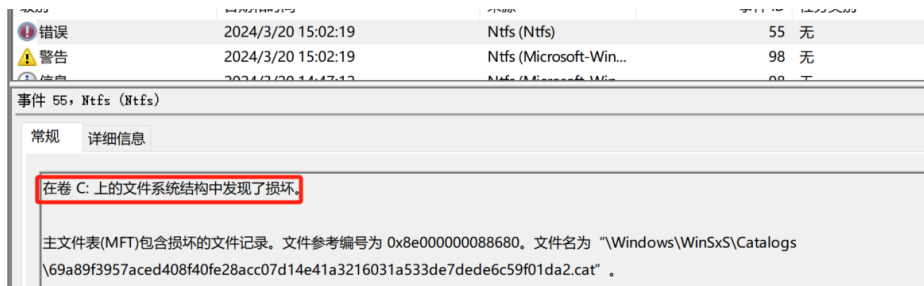 错误 2024/3/20 15:02:19 Ntfs (Ntfs) 55 无
警告 2024/3/20 15:02:19 Ntfs (Microsoft-Win... 98 无
事件 55，Ntfs (Ntfs)
常规 详细信息
在卷 C: 上的文件系统结构中发现了损坏。
主文件表(MFT)包含损坏的文件记录。文件参考编号为 0x8e000000088680。文件名为“\Windows\WinSxS\Catalogs
\69a89f3957aced408f40fe28acc07d14e41a3216031a533de7dede6c59f01da2.cat”。